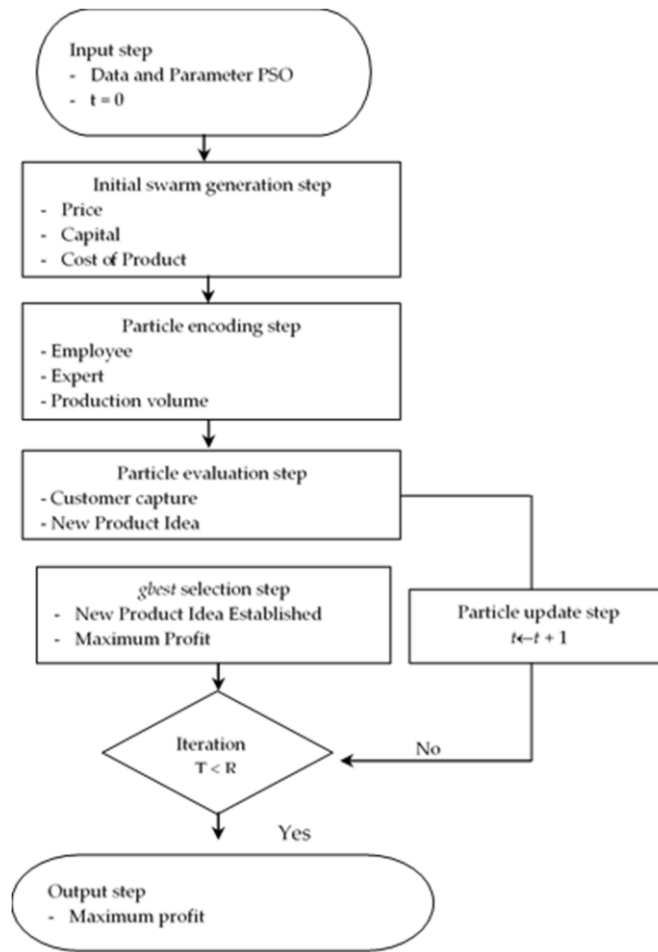 Input step
- Data and Parameter PSO
- t = 0
Initial swarm generation step
- Price
- Capital
- Cost of Product
Particle encoding step
- Employee
- Expert
- Production volume
Particle evaluation step
- Customer capture
- New Product Idea
gbest selection step
- New Product Idea Established
- Maximum Profit
Particle update step
t←t + 1
Iteration
T < R
No
Yes
Output step
- Maximum profit